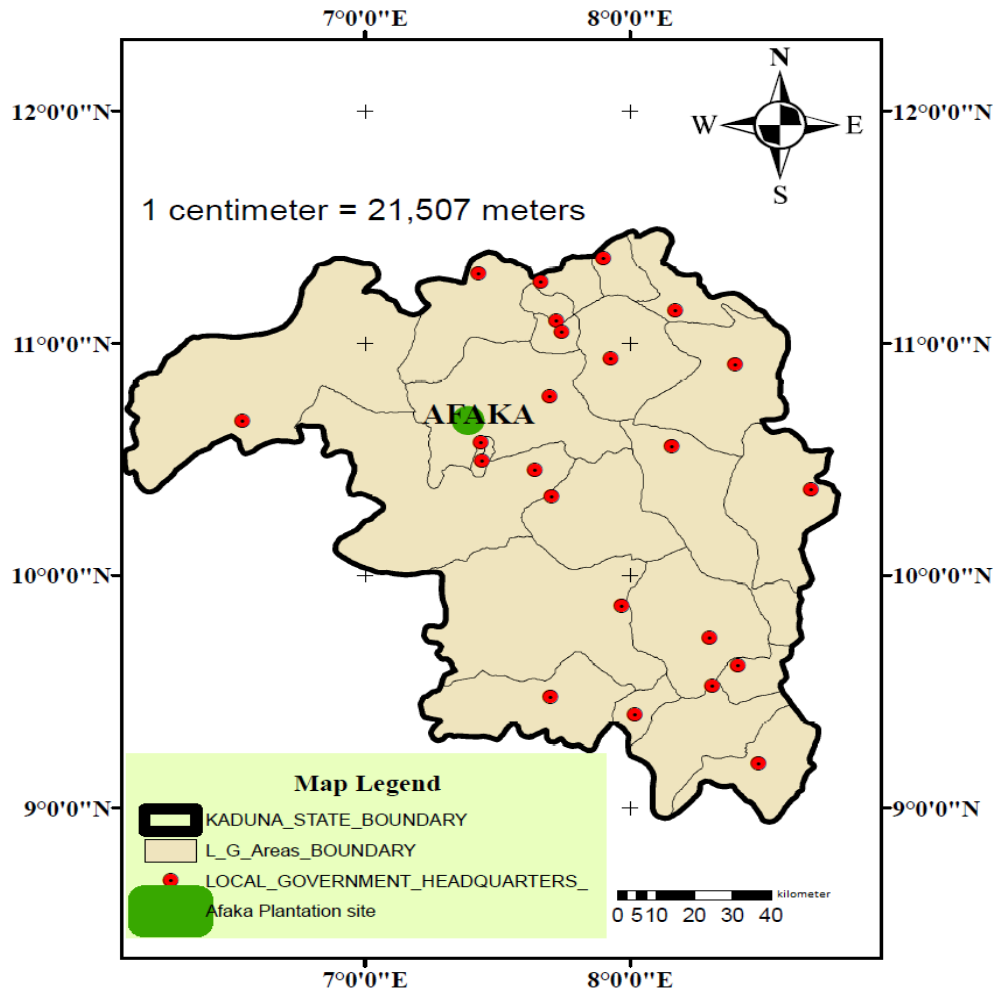 7°0'0"E 8°0'0"E
N
12°0'0"N 12°0'0"N
W E
S
1 centimeter = 21,507 meters
11°0'0"N 11°0'0"N
AFAKA
10°0'0"N 10°0'0"N
Map Legend
9°0'0"N 9°0'0"N
KADUNA_STATE_BOUNDARY
L_G_Areas_BOUNDARY
LOCAL_GOVERNMENT_HEADQUARTERS_
kilometer
Afaka Plantation site
0 5 10 20 30 40
7°0'0"E 8°0'0"E